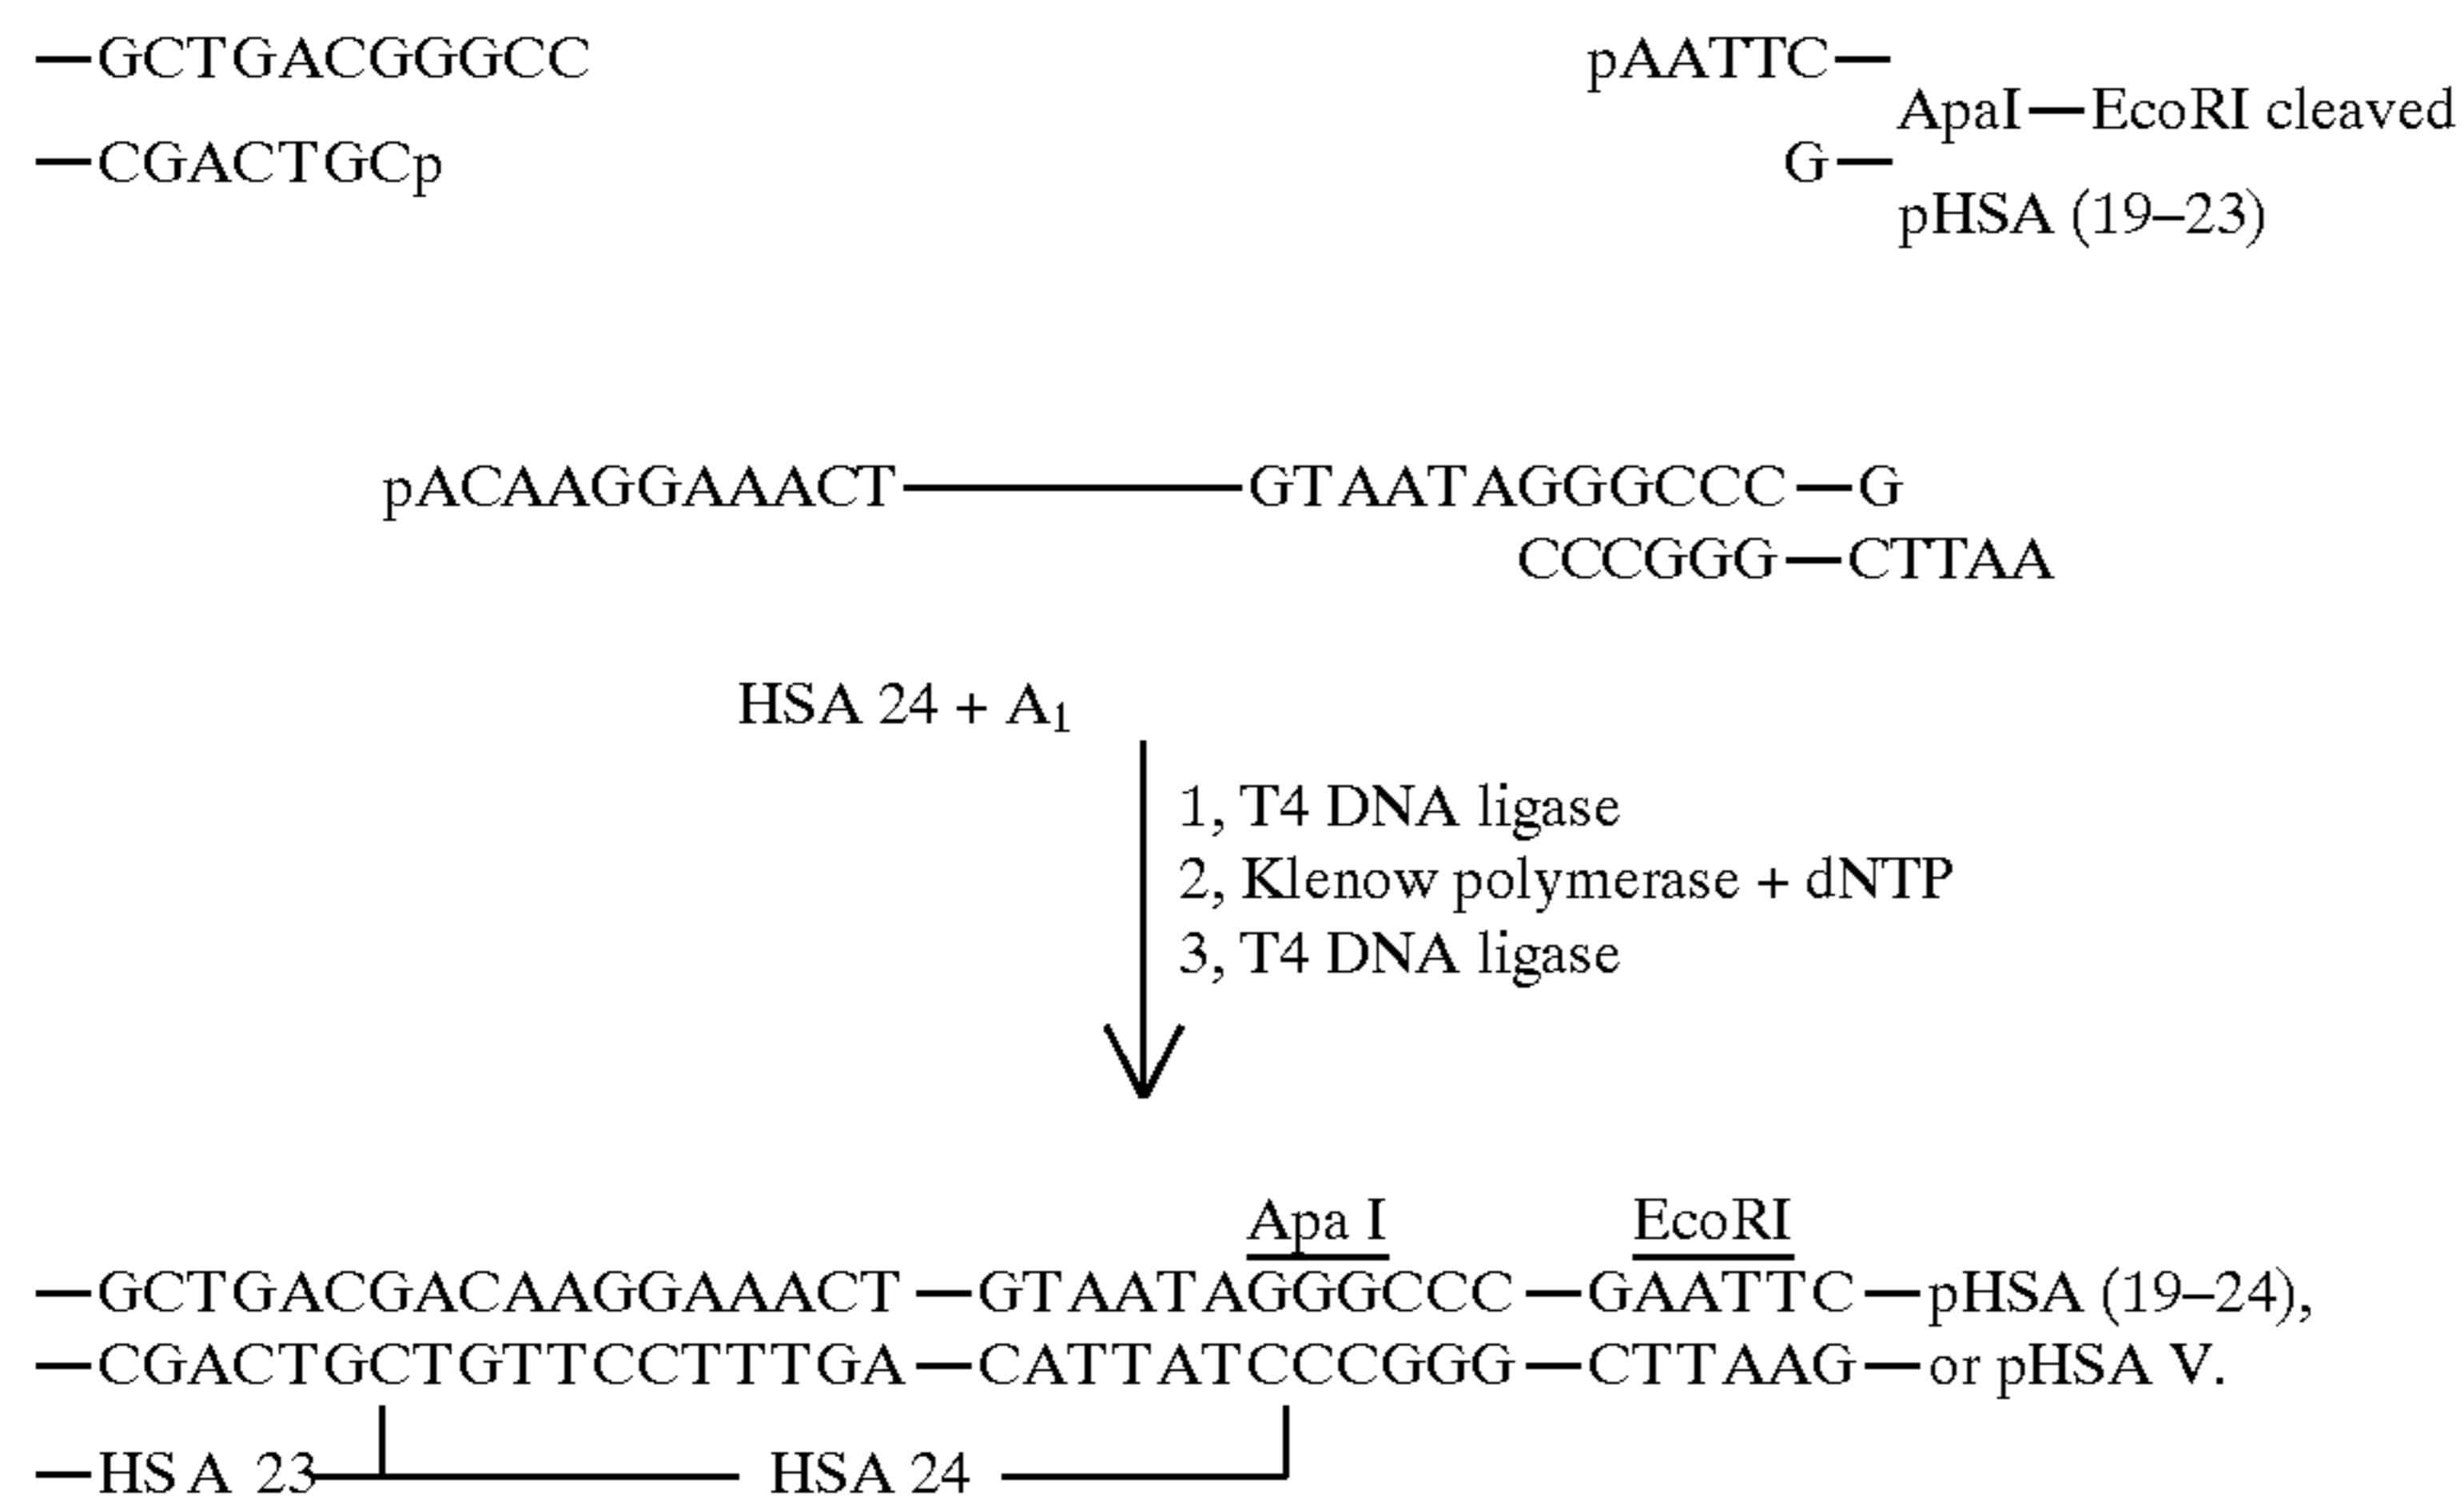 —GCTGACGGGCC pAATTC—
ApaI—EcoRI cleaved
—CGACTGCp G—
pHSA (19–23)
pACAAGGAAACT—GTAATAGGGCCC—G
CCCGGG—CTTAA
HSA 24 + A₁
1, T4 DNA ligase
2, Klenow polymerase + dNTP
3, T4 DNA ligase
Apa I EcoRI
—GCTGACGACAAGGAAACT—GTAATAGGGCCC—GAATTC—pHSA (19–24),
—CGACTGCTGTTCCTTTGA—CATTATCCCGGG—CTTAAG—or pHSA V.
—HSA 23 HSA 24